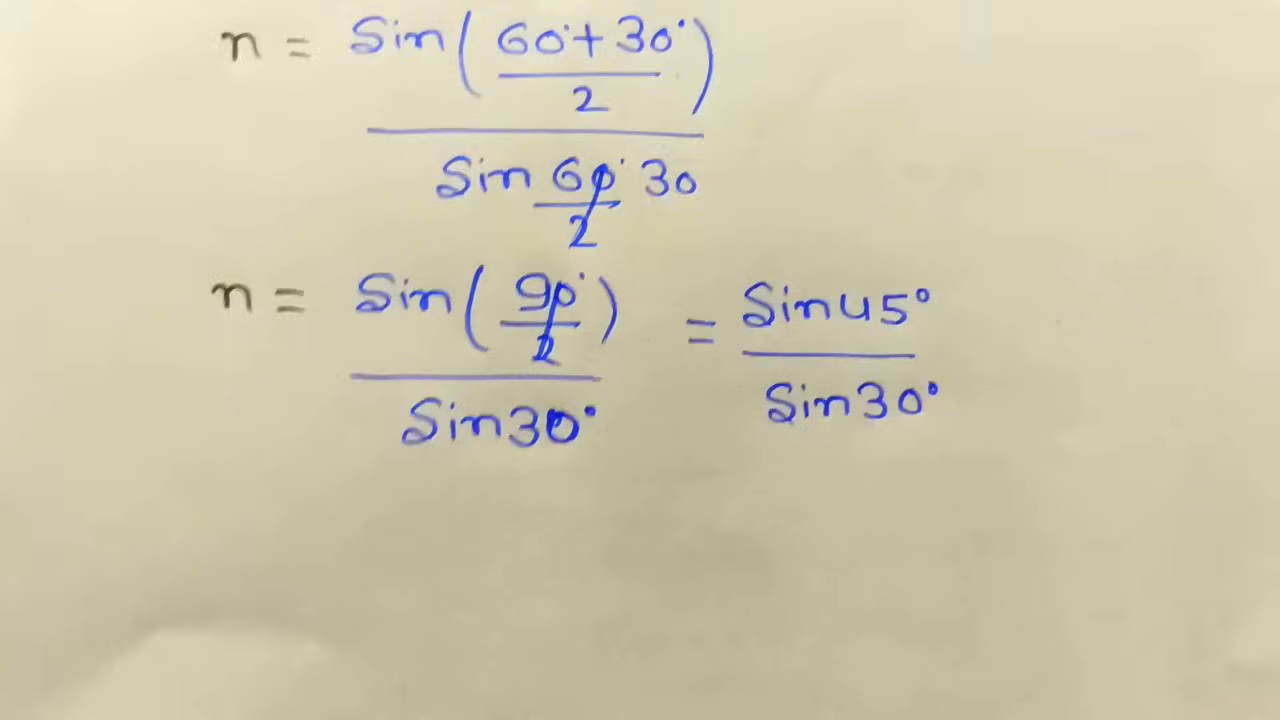 n = Sin(60°+30°/2) / Sin 60°/2 30
n = Sin(90°/2) / Sin30° = Sin45° / Sin30°